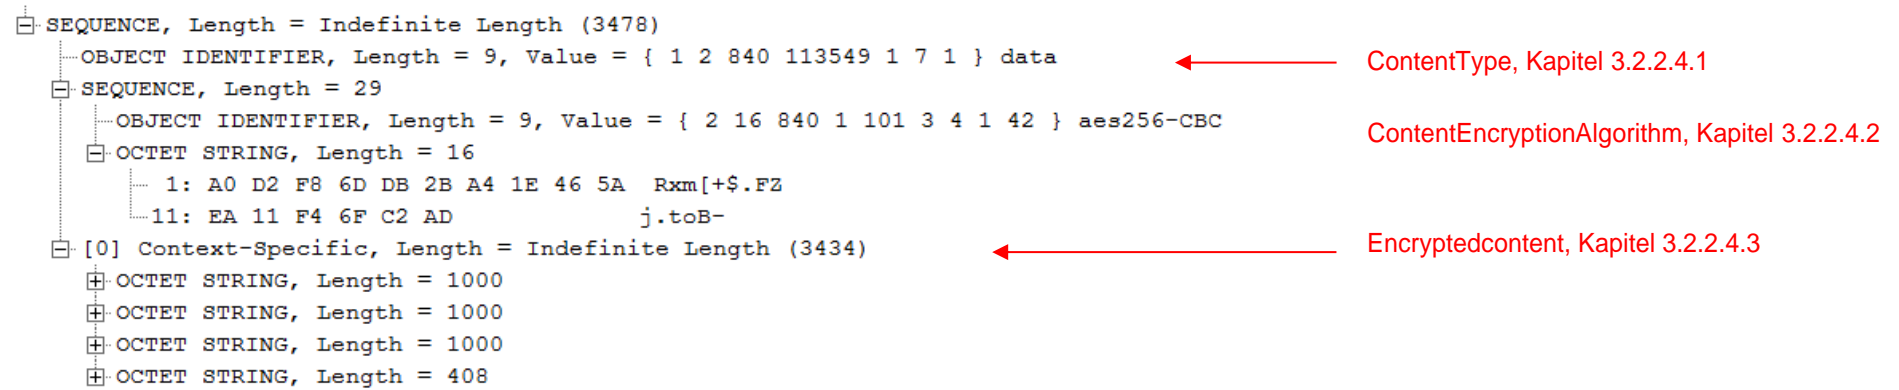 SEQUENCE, Length = Indefinite Length (3478)
OBJECT IDENTIFIER, Length = 9, Value = { 1 2 840 113549 1 7 1 } data
ContentType, Kapitel 3.2.2.4.1
SEQUENCE, Length = 29
OBJECT IDENTIFIER, Length = 9, Value = { 2 16 840 1 101 3 4 1 42 } aes256-CBC
ContentEncryptionAlgorithm, Kapitel 3.2.2.4.2
OCTET STRING, Length = 16
1: A0 D2 F8 6D DB 2B A4 1E 46 5A Rxm[+$.FZ
11: EA 11 F4 6F C2 AD j.toB-
[0] Context-Specific, Length = Indefinite Length (3434)
Encryptedcontent, Kapitel 3.2.2.4.3
OCTET STRING, Length = 1000
OCTET STRING, Length = 1000
OCTET STRING, Length = 1000
OCTET STRING, Length = 408